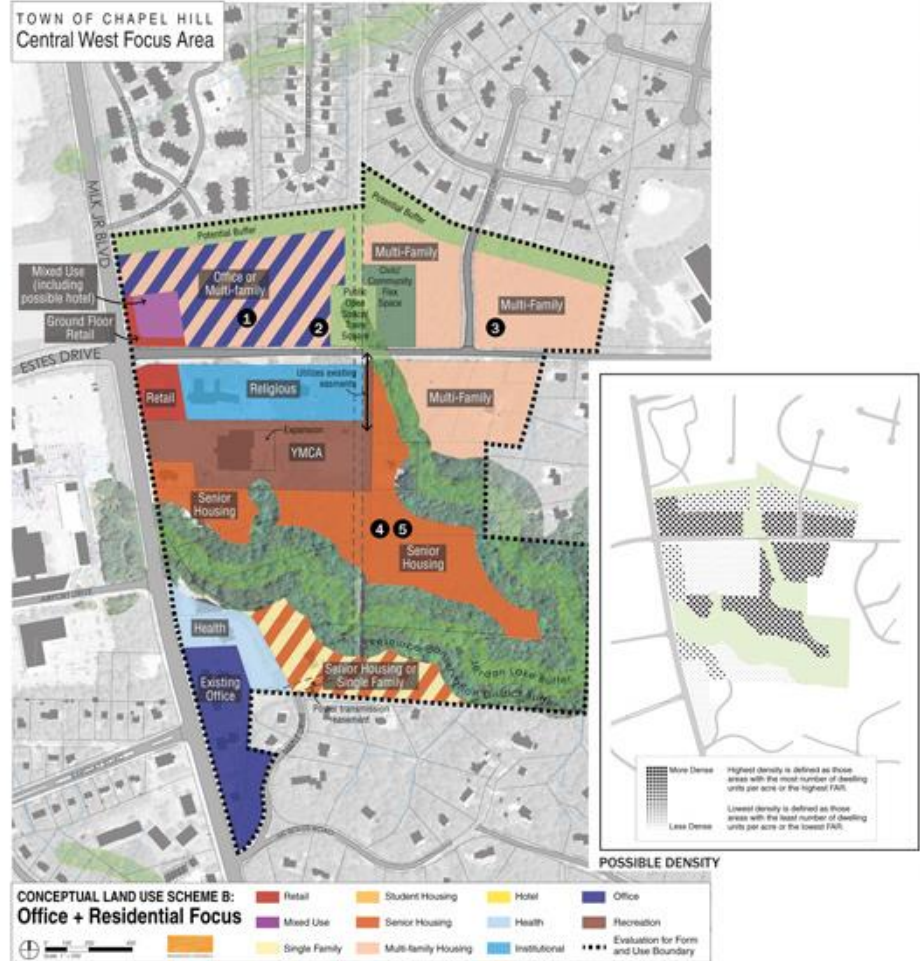 TOWN OF CHAPEL HILL
Central West Focus Area
MLK JR BLVD
Potential Buffer
Potential Buffer
Multi-Family
Mixed Use
(including
possible hotel)
Office or
Multi-family
Civic/
Community
Flex
Space
Public
Open
Space/
Town
Square
Multi-Family
1
2
3
Ground Floor
Retail
ESTES DRIVE
Utilizes existing
easments
Retail
Religious
Multi-Family
Expansion
YMCA
Senior
Housing
4
5
Senior
Housing
Health
Jordan Lake Buffer
Senior Housing or
Single Family
Existing
Office
Power transmission
easement
More Dense
Highest density is defined as those
areas with the most number of dwelling
units per acre or the highest FAR.
Less Dense
Lowest density is defined as those
areas with the least number of dwelling
units per acre or the lowest FAR.
POSSIBLE DENSITY
CONCEPTUAL LAND USE SCHEME B:
Office + Residential Focus
Retail
Mixed Use
Single Family
Student Housing
Senior Housing
Multi-family Housing
Hotel
Health
Institutional
Office
Recreation
Evaluation for Form
and Use Boundary